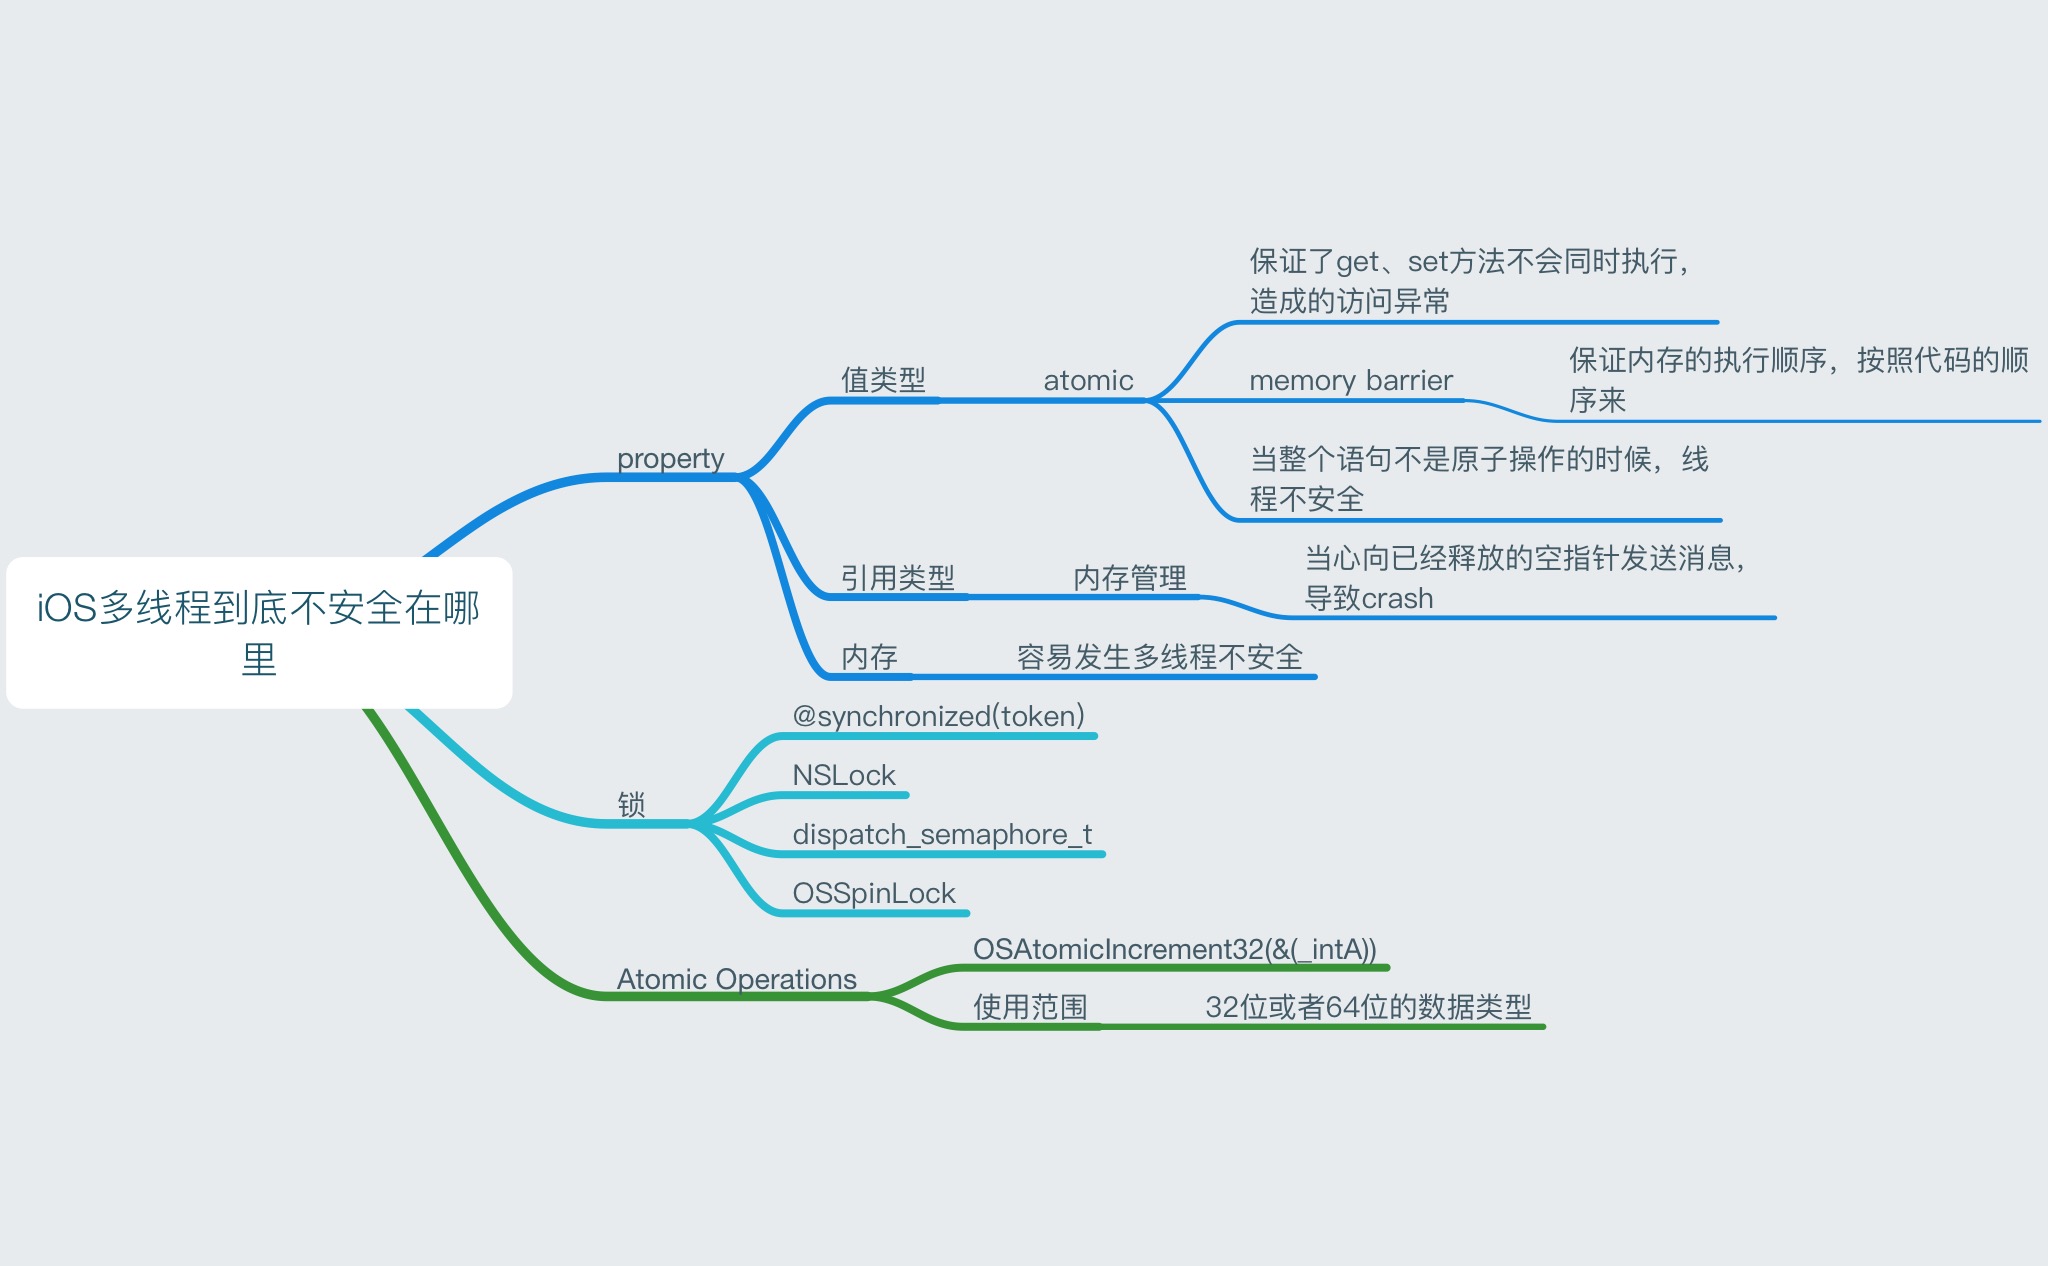 iOS多线程到底不安全在哪
里
property
值类型
atomic
保证了get、set方法不会同时执行，
造成的访问异常
memory barrier
保证内存的执行顺序，按照代码的顺
序来
当整个语句不是原子操作的时候，线
程不安全
引用类型
内存管理
当心向已经释放的空指针发送消息，
导致crash
内存
容易发生多线程不安全
锁
@synchronized(token)
NSLock
dispatch_semaphore_t
OSSpinLock
Atomic Operations
OSAtomicIncrement32(&(_intA))
使用范围
32位或者64位的数据类型